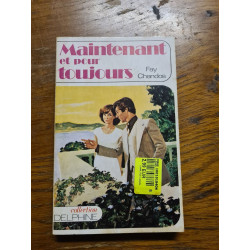 Maintenant
et pour
toujours
Fay
Chandos
collection
DELPHINE